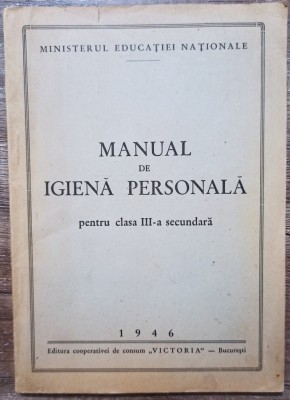 MINISTERUL EDUCAȚIEI NAȚIONALE
MANUAL
DE
IGIENĂ PERSONALĂ
pentru clasa III-a secundară
1946
Editura cooperativei de consum „VICTORIA” — București